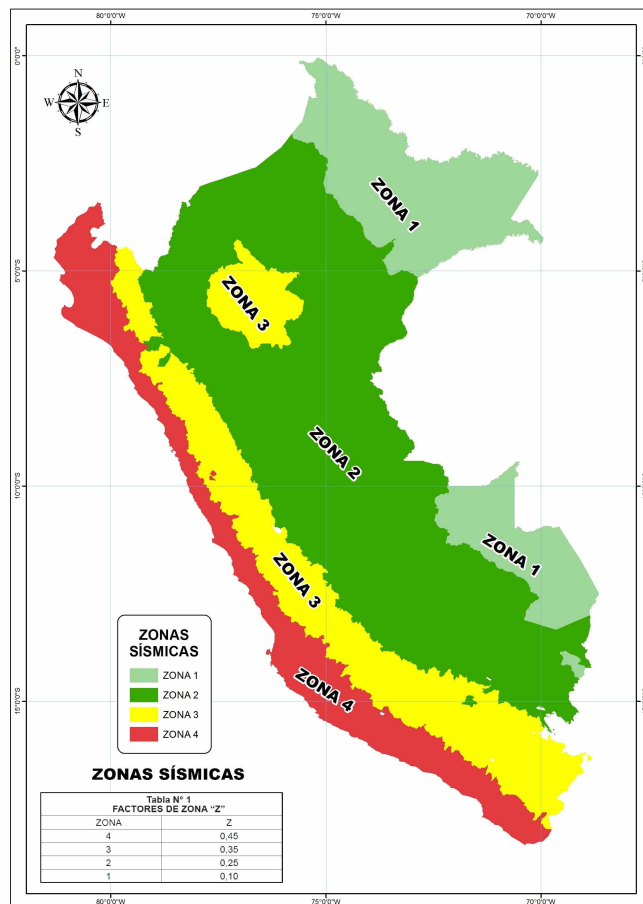 80°0'0"W 75°0'0"W 70°0'0"W
0°0'0"
5°0'0"S
10°0'0"S
15°0'0"S
N
W E
S
ZONA 1
ZONA 3
ZONA 2
ZONA 1
ZONA 3
ZONA 4
ZONAS
SÍSMICAS
ZONA 1
ZONA 2
ZONA 3
ZONA 4
ZONAS SÍSMICAS
Tabla N° 1
FACTORES DE ZONA "Z"
ZONA Z
4 0,45
3 0,35
2 0,25
1 0,10
80°0'0"W 75°0'0"W 70°0'0"W